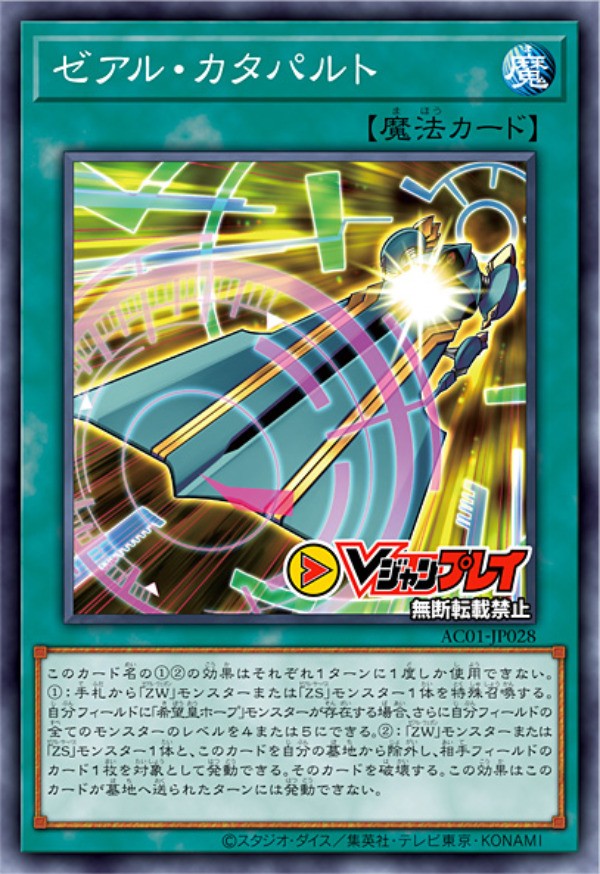 ゼアル・カタパルト
魔
【魔法カード】
Vジャンプレイ
無断転載禁止
AC01-JP028
このカード名の①②の効果はそれぞれ1ターンに1度しか使用できない。
①:手札から「ZW」モンスターまたは「ZS」モンスター1体を特殊召喚する。
自分フィールドに「希望皇ホープ」モンスターが存在する場合、さらに自分フィールドの
全てのモンスターのレベルを4または5にできる。②:「ZW」モンスターまたは
「ZS」モンスター1体と、このカードを自分の墓地から除外し、相手フィールドの
カード1枚を対象として発動できる。そのカードを破壊する。この効果はこの
カードが墓地へ送られたターンには発動できない。
©スタジオ・ダイス/集英社・テレビ東京・KONAMI